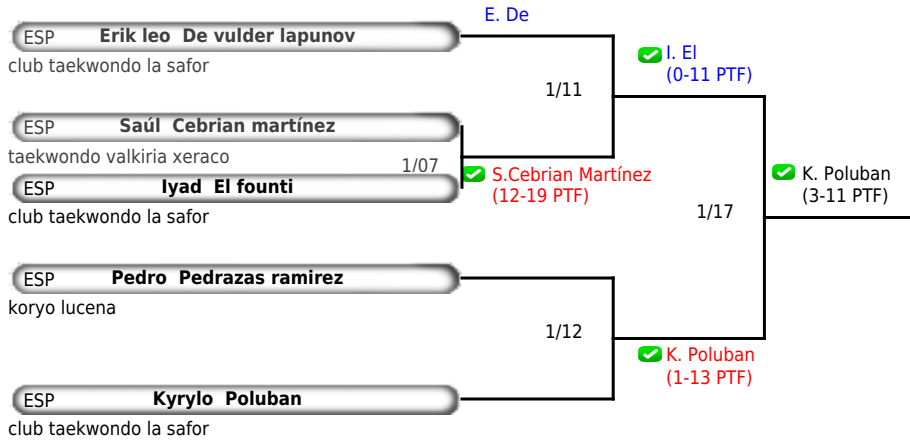 E. De
ESP Erik leo De vulder lapunov
club taekwondo la safor
I. El
(0-11 PTF)
1/11
ESP Saúl Cebrian martínez
taekwondo valkiria xeraco
1/07
S.Cebrian Martínez
(12-19 PTF)
ESP Iyad El founti
club taekwondo la safor
K. Poluban
(3-11 PTF)
1/17
ESP Pedro Pedrazas ramirez
koryo lucena
1/12
K. Poluban
(1-13 PTF)
ESP Kyrylo Poluban
club taekwondo la safor